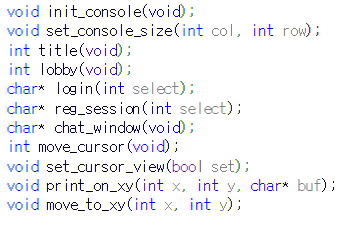 void init_console(void);
void set_console_size(int col, int row);
int title(void);
int lobby(void);
char* login(int select);
char* reg_session(int select);
char* chat_window(void);
int move_cursor(void);
void set_cursor_view(bool set);
void print_on_xy(int x, int y, char* buf);
void move_to_xy(int x, int y);